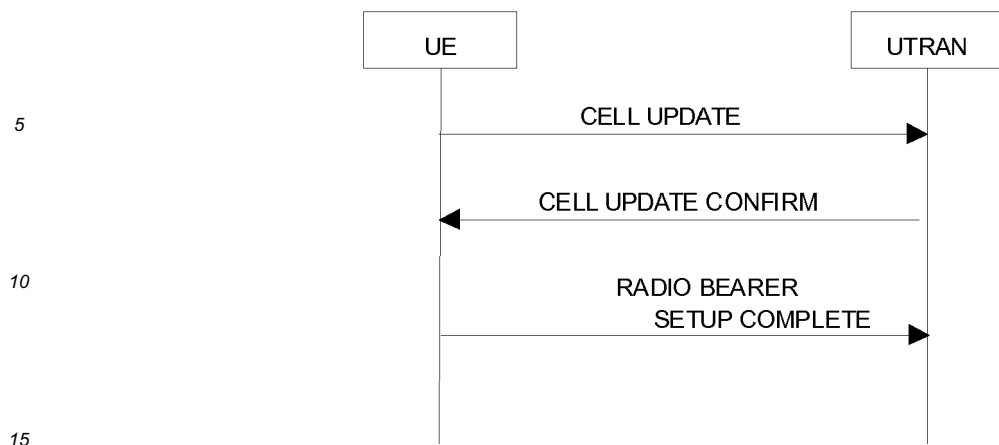 UE
UTRAN
5
CELL UPDATE
CELL UPDATE CONFIRM
10
RADIO BEARER
SETUP COMPLETE
15